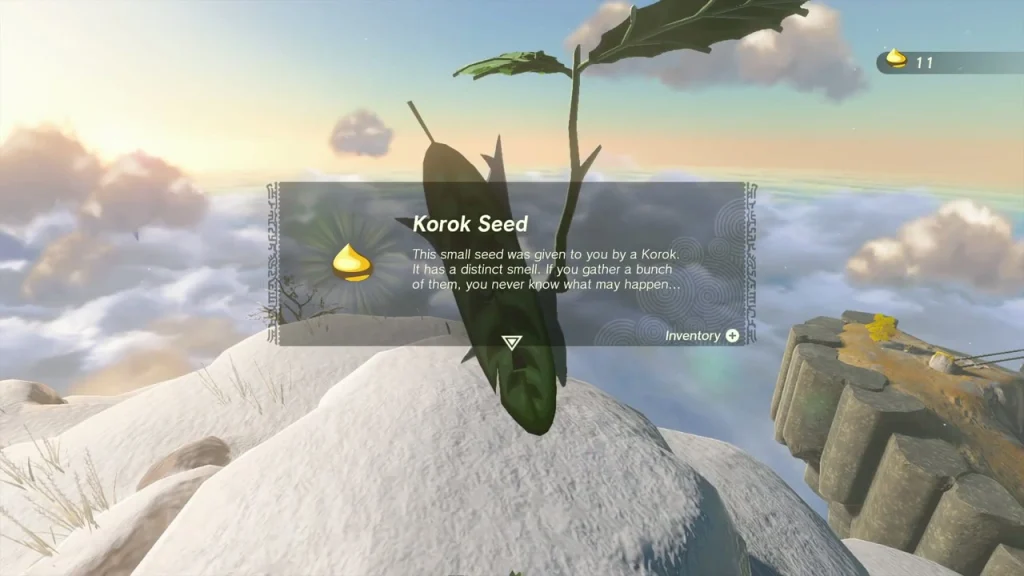 11
Korok Seed
This small seed was given to you by a Korok.
It has a distinct smell. If you gather a bunch
of them, you never know what may happen...
Inventory